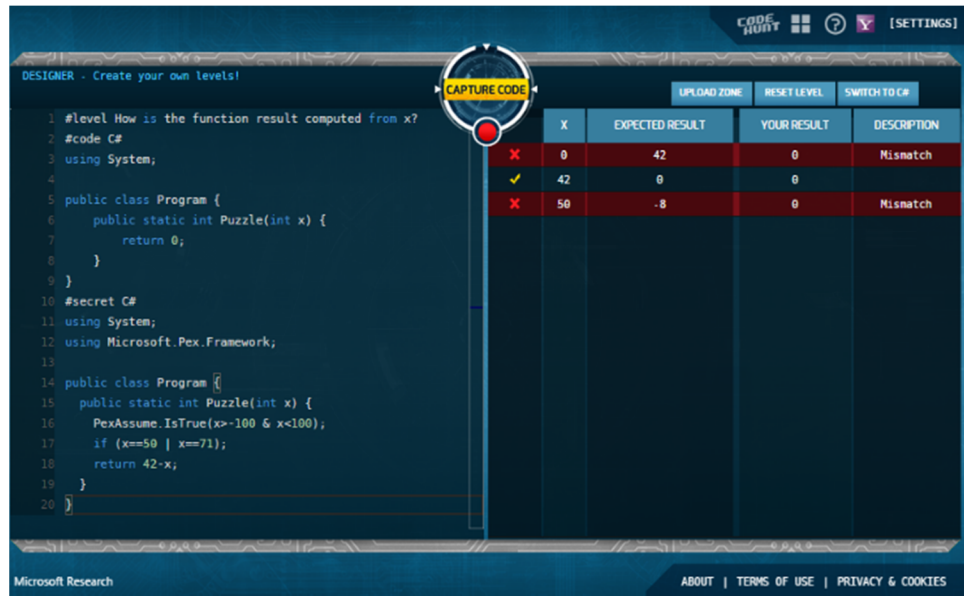 CODE HUNT [SETTINGS]
DESIGNER - Create your own levels!
CAPTURE CODE
UPLOAD ZONE RESET LEVEL SWITCH TO C#
1 #level How is the function result computed from x?
2 #code C#
3 using System;
4
5 public class Program {
6 public static int Puzzle(int x) {
7 return 0;
8 }
9 }
10 #secret C#
11 using System;
12 using Microsoft.Pex.Framework;
13
14 public class Program {
15 public static int Puzzle(int x) {
16 PexAssume.IsTrue(x>-100 & x<100);
17 if (x==50 | x==71);
18 return 42-x;
19 }
20 }
X EXPECTED RESULT YOUR RESULT DESCRIPTION
0 42 0 Mismatch
42 0 0
50 -8 0 Mismatch
Microsoft Research
ABOUT | TERMS OF USE | PRIVACY & COOKIES